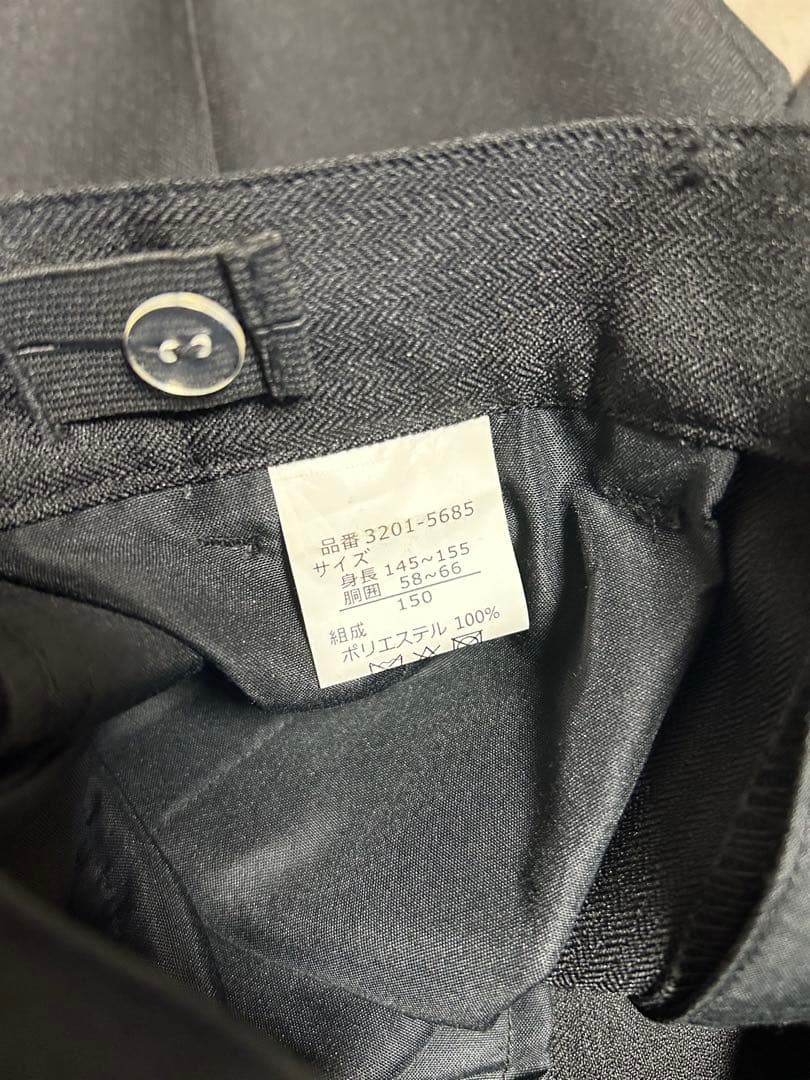 品番 3201-5685
サイズ
身長 145~155
胴囲 58~66
150
組成
ポリエステル 100%